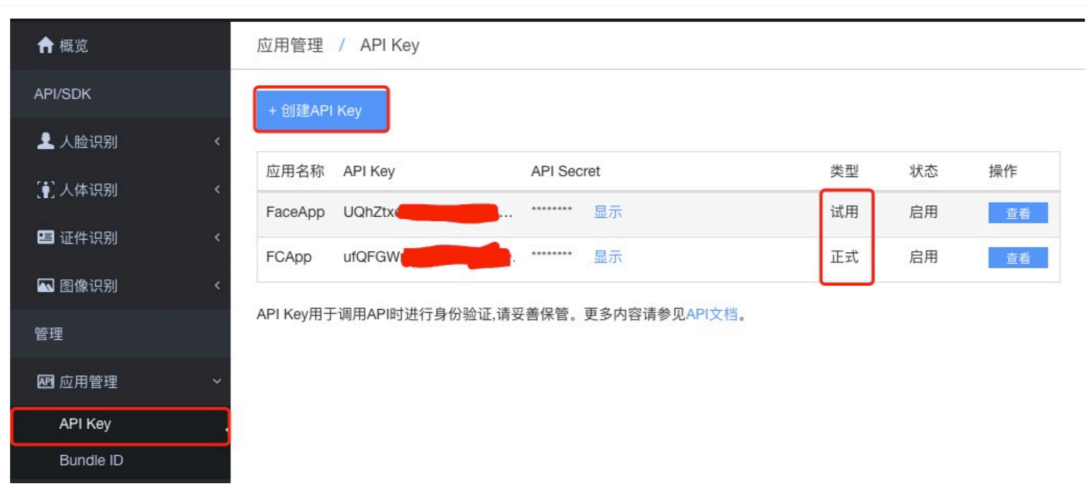 概览
API/SDK
人脸识别
人体识别
证件识别
图像识别
管理
应用管理
API Key
Bundle ID
应用管理 / API Key
+ 创建API Key
应用名称 API Key API Secret 类型 状态 操作
FaceApp UQhZtx ... ******** 显示 试用 启用 查看
FCApp ufQFGW . ******** 显示 正式 启用 查看
API Key用于调用API时进行身份验证,请妥善保管。更多内容请参见API文档。